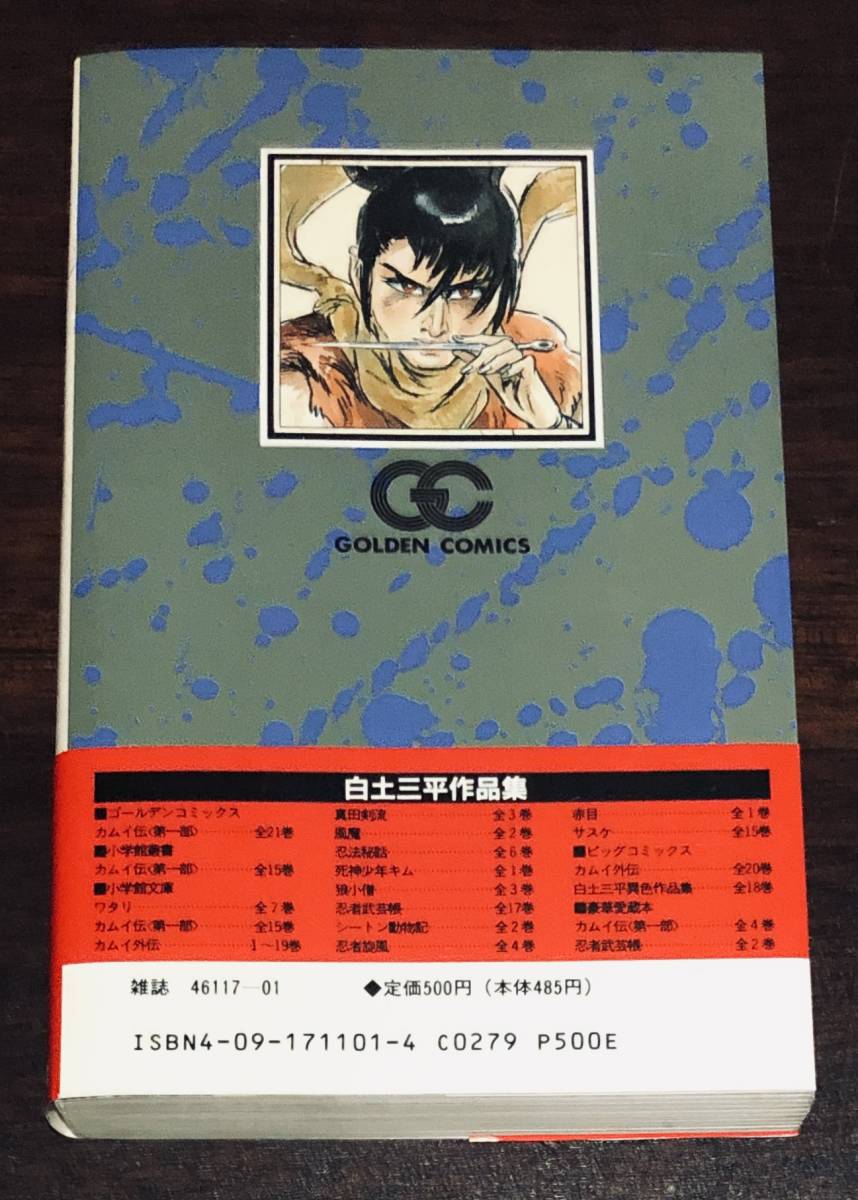 GC
GOLDEN COMICS
白土三平作品集
■ゴールデンコミックス
カムイ伝〈第一部〉……全21巻
■小学館叢書
カムイ伝〈第一部〉……全15巻
■小学館文庫
ワタリ……全7巻
カムイ伝〈第一部〉……全15巻
カムイ外伝……1〜19巻
真田剣流……全3巻
風魔……全2巻
忍法秘話……全6巻
死神少年キム……全1巻
狼小僧……全3巻
忍者武芸帳……全17巻
シートン動物記……全2巻
忍者旋風……全4巻
赤目……全1巻
サスケ……全15巻
■ビッグコミックス
カムイ外伝……全20巻
白土三平異色作品集……全18巻
■豪華愛蔵本
カムイ伝〈第一部〉……全4巻
忍者武芸帳……全2巻
雑誌 46117-01 ◆定価500円(本体485円)
ISBN4-09-171101-4 C0279 P500E